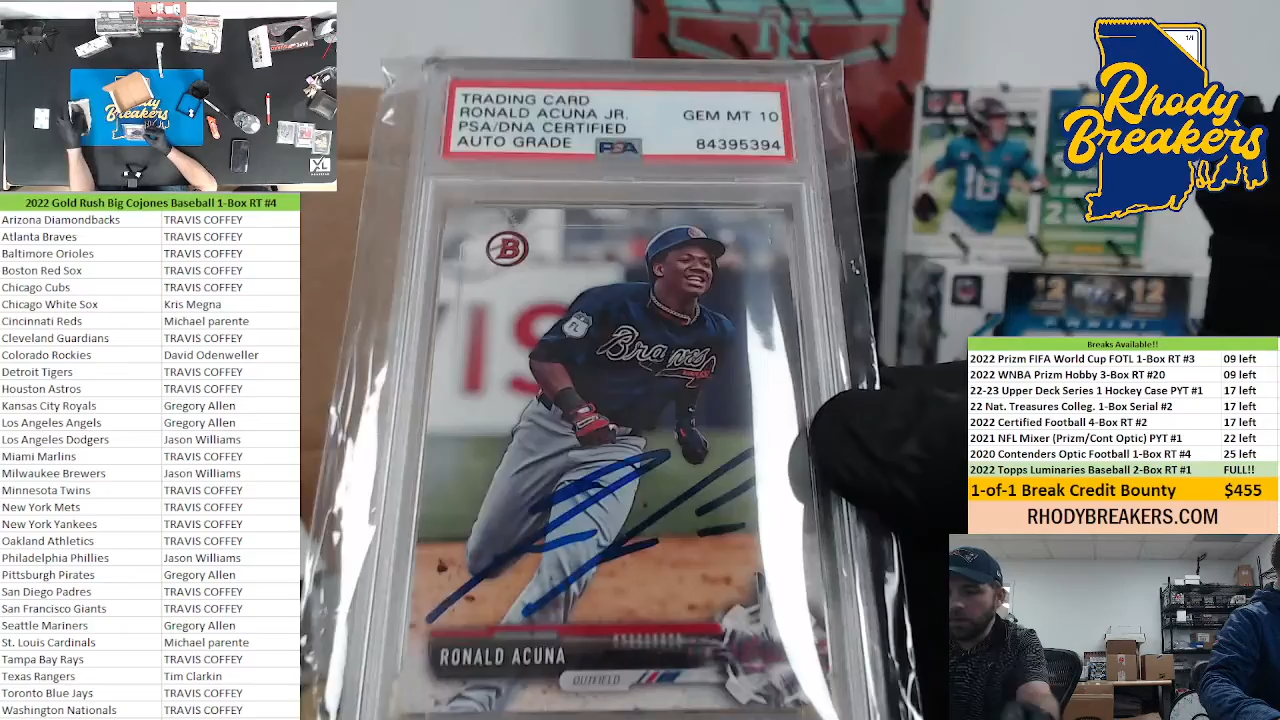 TRADING CARD
RONALD ACUNA JR.
PSA/DNA CERTIFIED
AUTO GRADE
GEM MT 10
PSA
84395394
B
Braves
FL
RONALD ACUNA
OUTFIELD
Rhody
Breakers
1/1
Rhody
Breakers
16
12
12
PANINI
2022 Gold Rush Big Cojones Baseball 1-Box RT #4
Arizona Diamondbacks TRAVIS COFFEY
Atlanta Braves TRAVIS COFFEY
Baltimore Orioles TRAVIS COFFEY
Boston Red Sox TRAVIS COFFEY
Chicago Cubs TRAVIS COFFEY
Chicago White Sox Kris Megna
Cincinnati Reds Michael parente
Cleveland Guardians TRAVIS COFFEY
Colorado Rockies David Odenweller
Detroit Tigers TRAVIS COFFEY
Houston Astros TRAVIS COFFEY
Kansas City Royals Gregory Allen
Los Angeles Angels Gregory Allen
Los Angeles Dodgers Jason Williams
Miami Marlins TRAVIS COFFEY
Milwaukee Brewers Jason Williams
Minnesota Twins TRAVIS COFFEY
New York Mets TRAVIS COFFEY
New York Yankees TRAVIS COFFEY
Oakland Athletics TRAVIS COFFEY
Philadelphia Phillies Jason Williams
Pittsburgh Pirates Gregory Allen
San Diego Padres TRAVIS COFFEY
San Francisco Giants TRAVIS COFFEY
Seattle Mariners Gregory Allen
St. Louis Cardinals Michael parente
Tampa Bay Rays TRAVIS COFFEY
Texas Rangers Tim Clarkin
Toronto Blue Jays TRAVIS COFFEY
Washington Nationals TRAVIS COFFEY
Breaks Available!!
2022 Prizm FIFA World Cup FOTL 1-Box RT #3 09 left
2022 WNBA Prizm Hobby 3-Box RT #20 09 left
22-23 Upper Deck Series 1 Hockey Case PYT #1 17 left
22 Nat. Treasures Colleg. 1-Box Serial #2 17 left
2022 Certified Football 4-Box RT #2 17 left
2021 NFL Mixer (Prizm/Cont Optic) PYT #1 22 left
2020 Contenders Optic Football 1-Box RT #4 25 left
2022 Topps Luminaries Baseball 2-Box RT #1 FULL!!
1-of-1 Break Credit Bounty $455
RHODYBREAKERS.COM